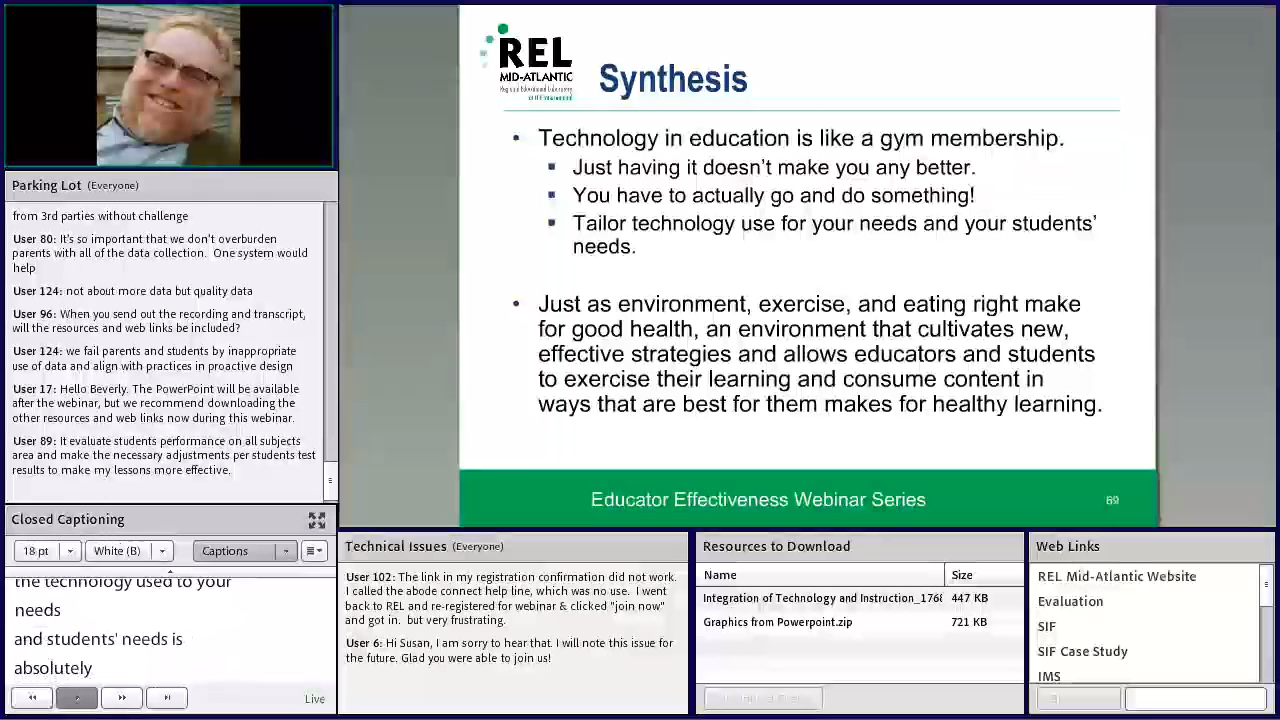 REL
MID-ATLANTIC
Regional Educational Laboratory
Synthesis
• Technology in education is like a gym membership.
▪ Just having it doesn't make you any better.
▪ You have to actually go and do something!
▪ Tailor technology use for your needs and your students'
needs.
• Just as environment, exercise, and eating right make
for good health, an environment that cultivates new,
effective strategies and allows educators and students
to exercise their learning and consume content in
ways that are best for them makes for healthy learning.
Educator Effectiveness Webinar Series
69
Parking Lot (Everyone)
from 3rd parties without challenge
User 80: It's so important that we don't overburden
parents with all of the data collection. One system would
help
User 124: not about more data but quality data
User 96: When you send out the recording and transcript,
will the resources and web links be included?
User 124: we fail parents and students by inappropriate
use of data and align with practices in proactive design
User 17: Hello Beverly. The PowerPoint will be available
after the webinar, but we recommend downloading the
other resources and web links now during this webinar.
User 89: It evaluate students performance on all subjects
area and make the necessary adjustments per students test
results to make my lessons more effective.
Closed Captioning
18 pt
White (B)
Captions
the technology used to your
needs
and students' needs is
absolutely
Live
Technical Issues (Everyone)
User 102: The link in my registration confirmation did not work.
I called the abode connect help line, which was no use. I went
back to REL and re-registered for webinar & clicked "join now"
and got in. but very frustrating.
User 6: Hi Susan, I am sorry to hear that. I will note this issue for
the future. Glad you were able to join us!
Resources to Download
Name Size
Integration of Technology and Instruction_176 447 KB
Graphics from Powerpoint.zip 721 KB
Web Links
REL Mid-Atlantic Website
Evaluation
SIF
SIF Case Study
IMS